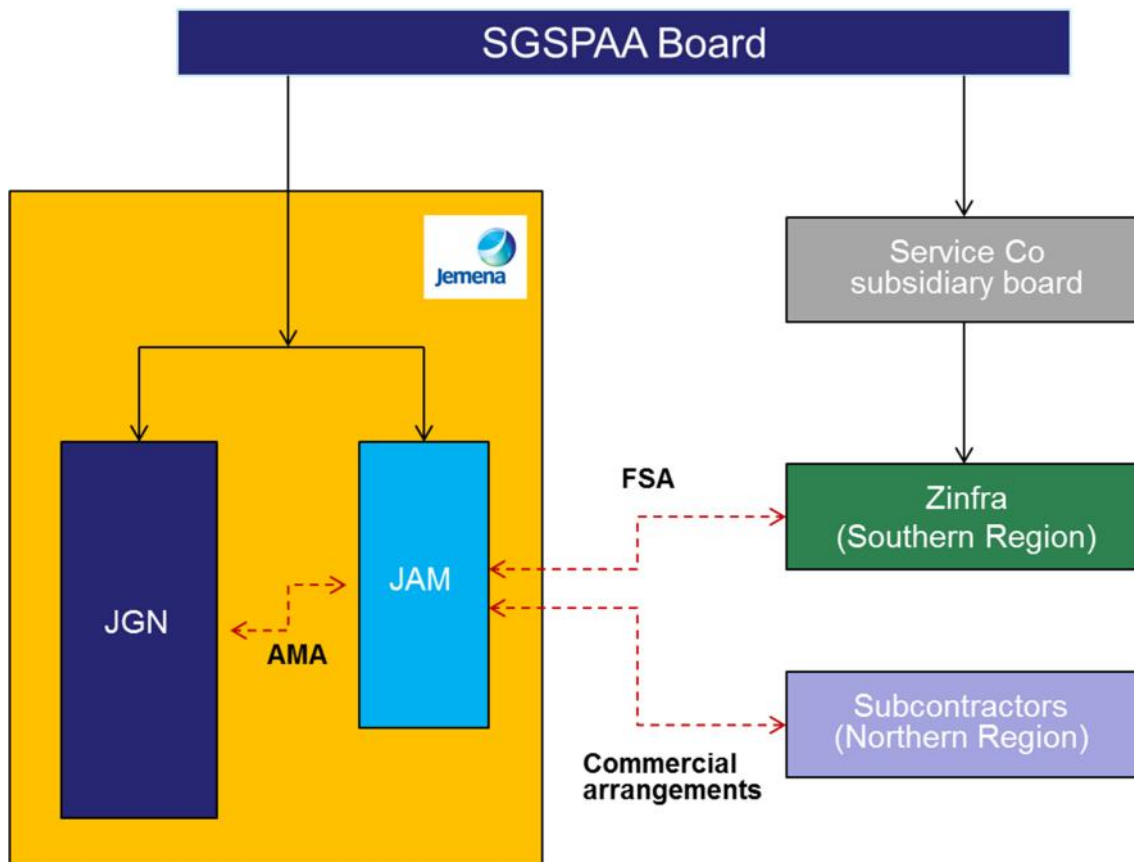 SGSPAA Board
Jemena
Service Co
subsidiary board
FSA
Zinfra
(Southern Region)
JAM
JGN
AMA
Subcontractors
(Northern Region)
Commercial
arrangements